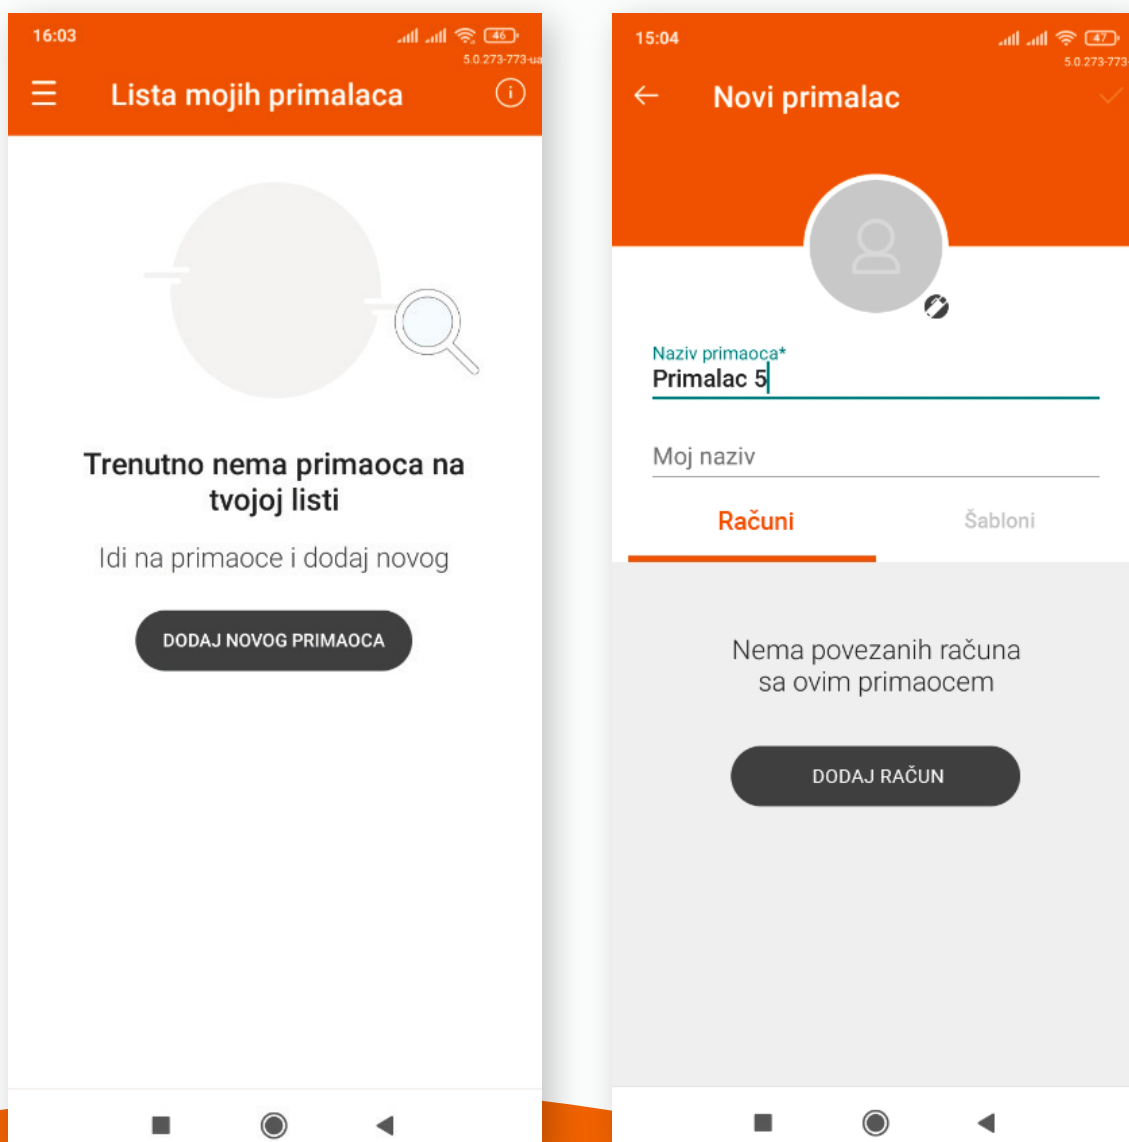 16:03
46
5.0.273-773-ua
Lista mojih primalaca
Trenutno nema primaoca na
tvojoj listi
Idi na primaoce i dodaj novog
DODAJ NOVOG PRIMAOCA
15:04
47
5.0.273-773-
Novi primalac
Naziv primaoca*
Primalac 5
Moj naziv
Računi
Šabloni
Nema povezanih računa
sa ovim primaocem
DODAJ RAČUN